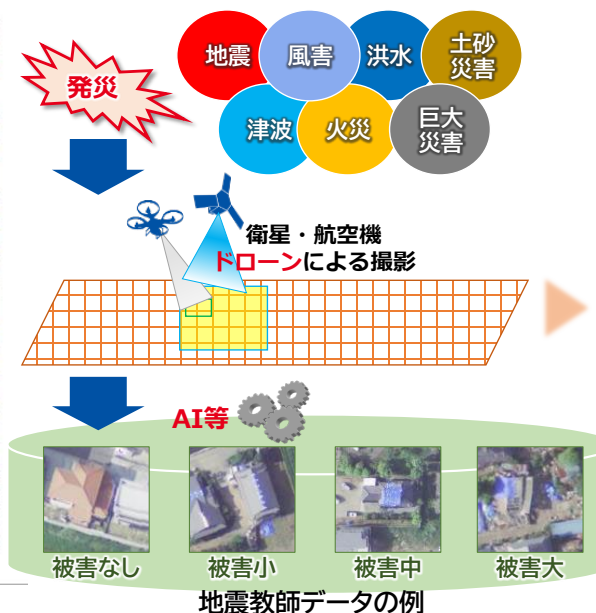 発災
地震
風害
洪水
土砂
災害
津波
火災
巨大
災害
衛星・航空機
ドローンによる撮影
AI等
被害なし
被害小
被害中
被害大
地震教師データの例